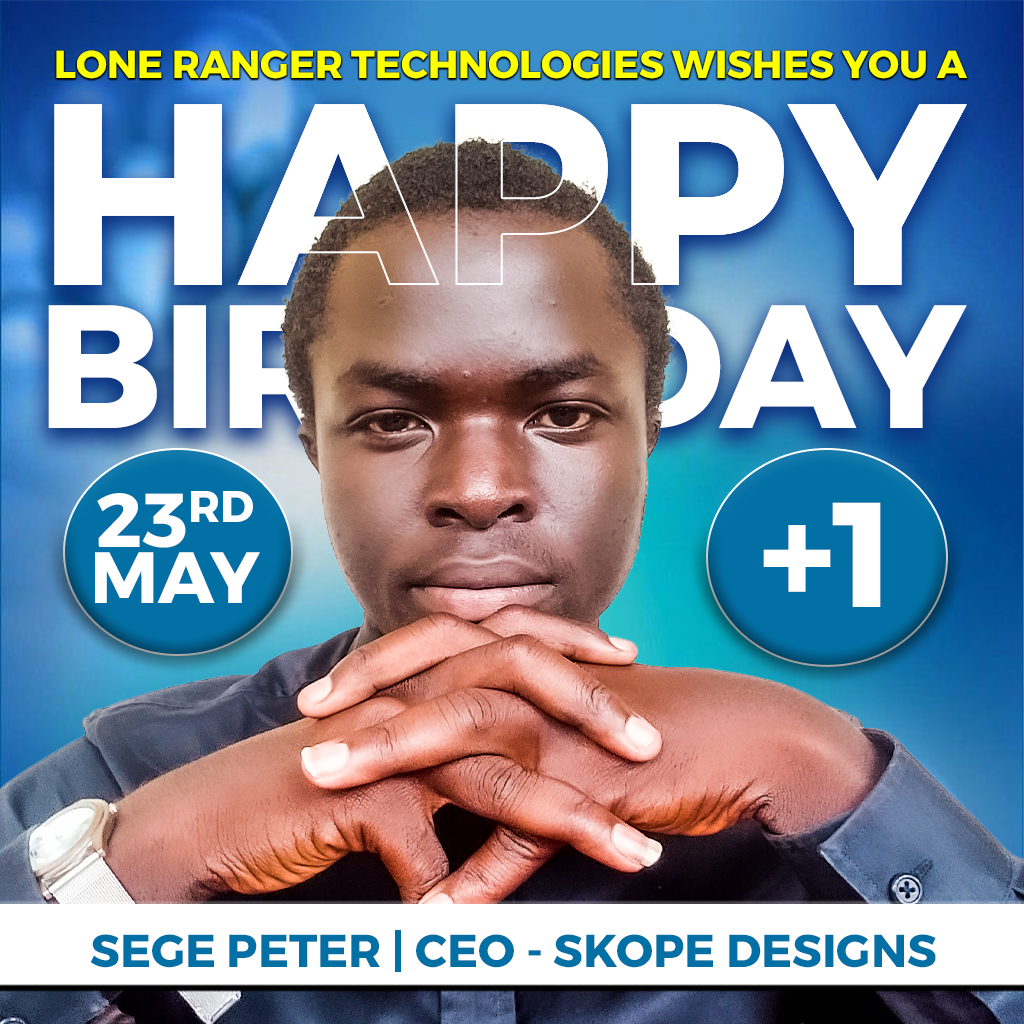 LONE RANGER TECHNOLOGIES WISHES YOU A
HAPPY
BIR DAY
23RD
MAY
+1
SEGE PETER | CEO - SKOPE DESIGNS